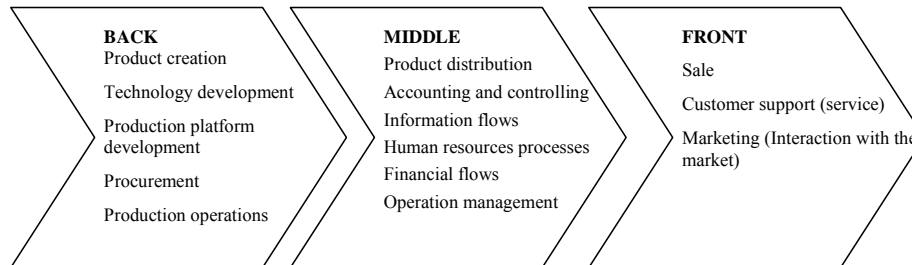 BACK
Product creation
Technology development
Production platform
development
Procurement
Production operations
MIDDLE
Product distribution
Accounting and controlling
Information flows
Human resources processes
Financial flows
Operation management
FRONT
Sale
Customer support (service)
Marketing (Interaction with the
market)